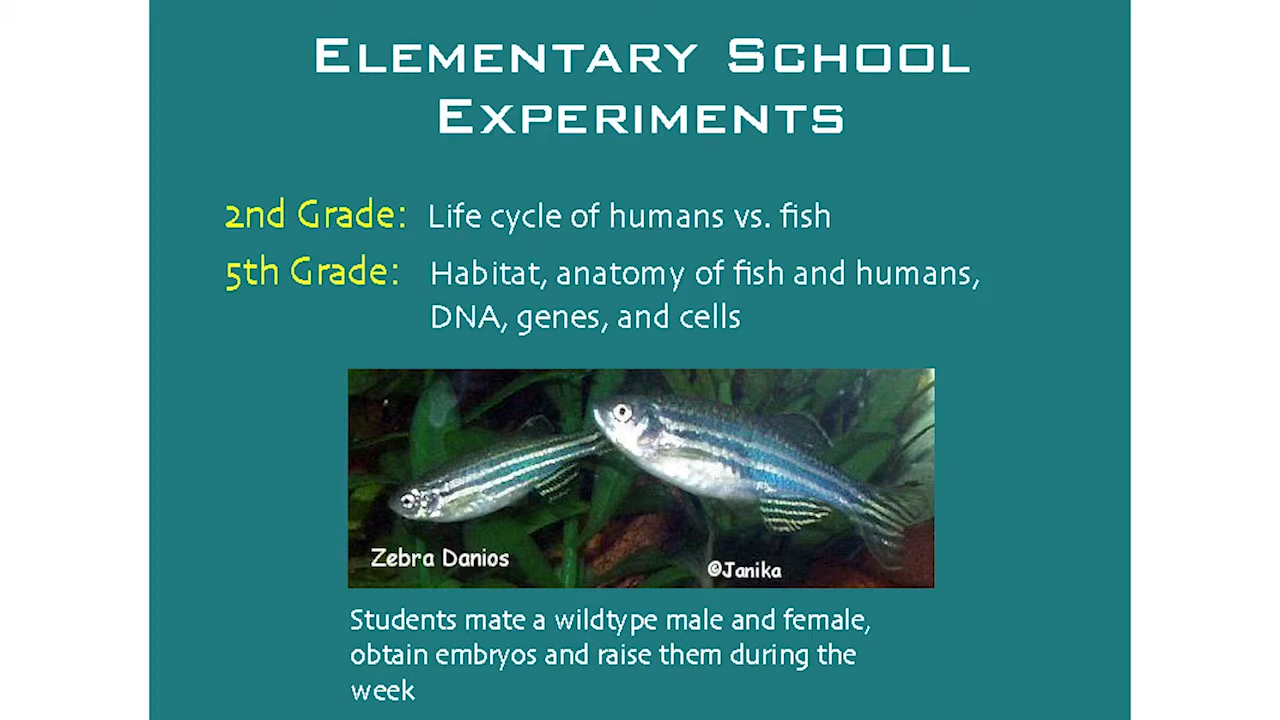 Elementary School
Experiments
2nd Grade: Life cycle of humans vs. fish
5th Grade: Habitat, anatomy of fish and humans,
DNA, genes, and cells
Zebra Danios
©Janika
Students mate a wildtype male and female,
obtain embryos and raise them during the
week